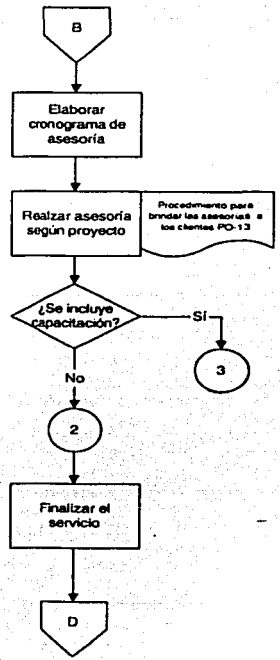 B
Elaborar
cronograma de
asesoría
Realzar asesoría
según proyecto
Procedimiento para
brindar las asesorías a
los clientes PO-13
¿Se incluye
capacitación?
Sí
3
No
2
Finalizar el
servicio
D